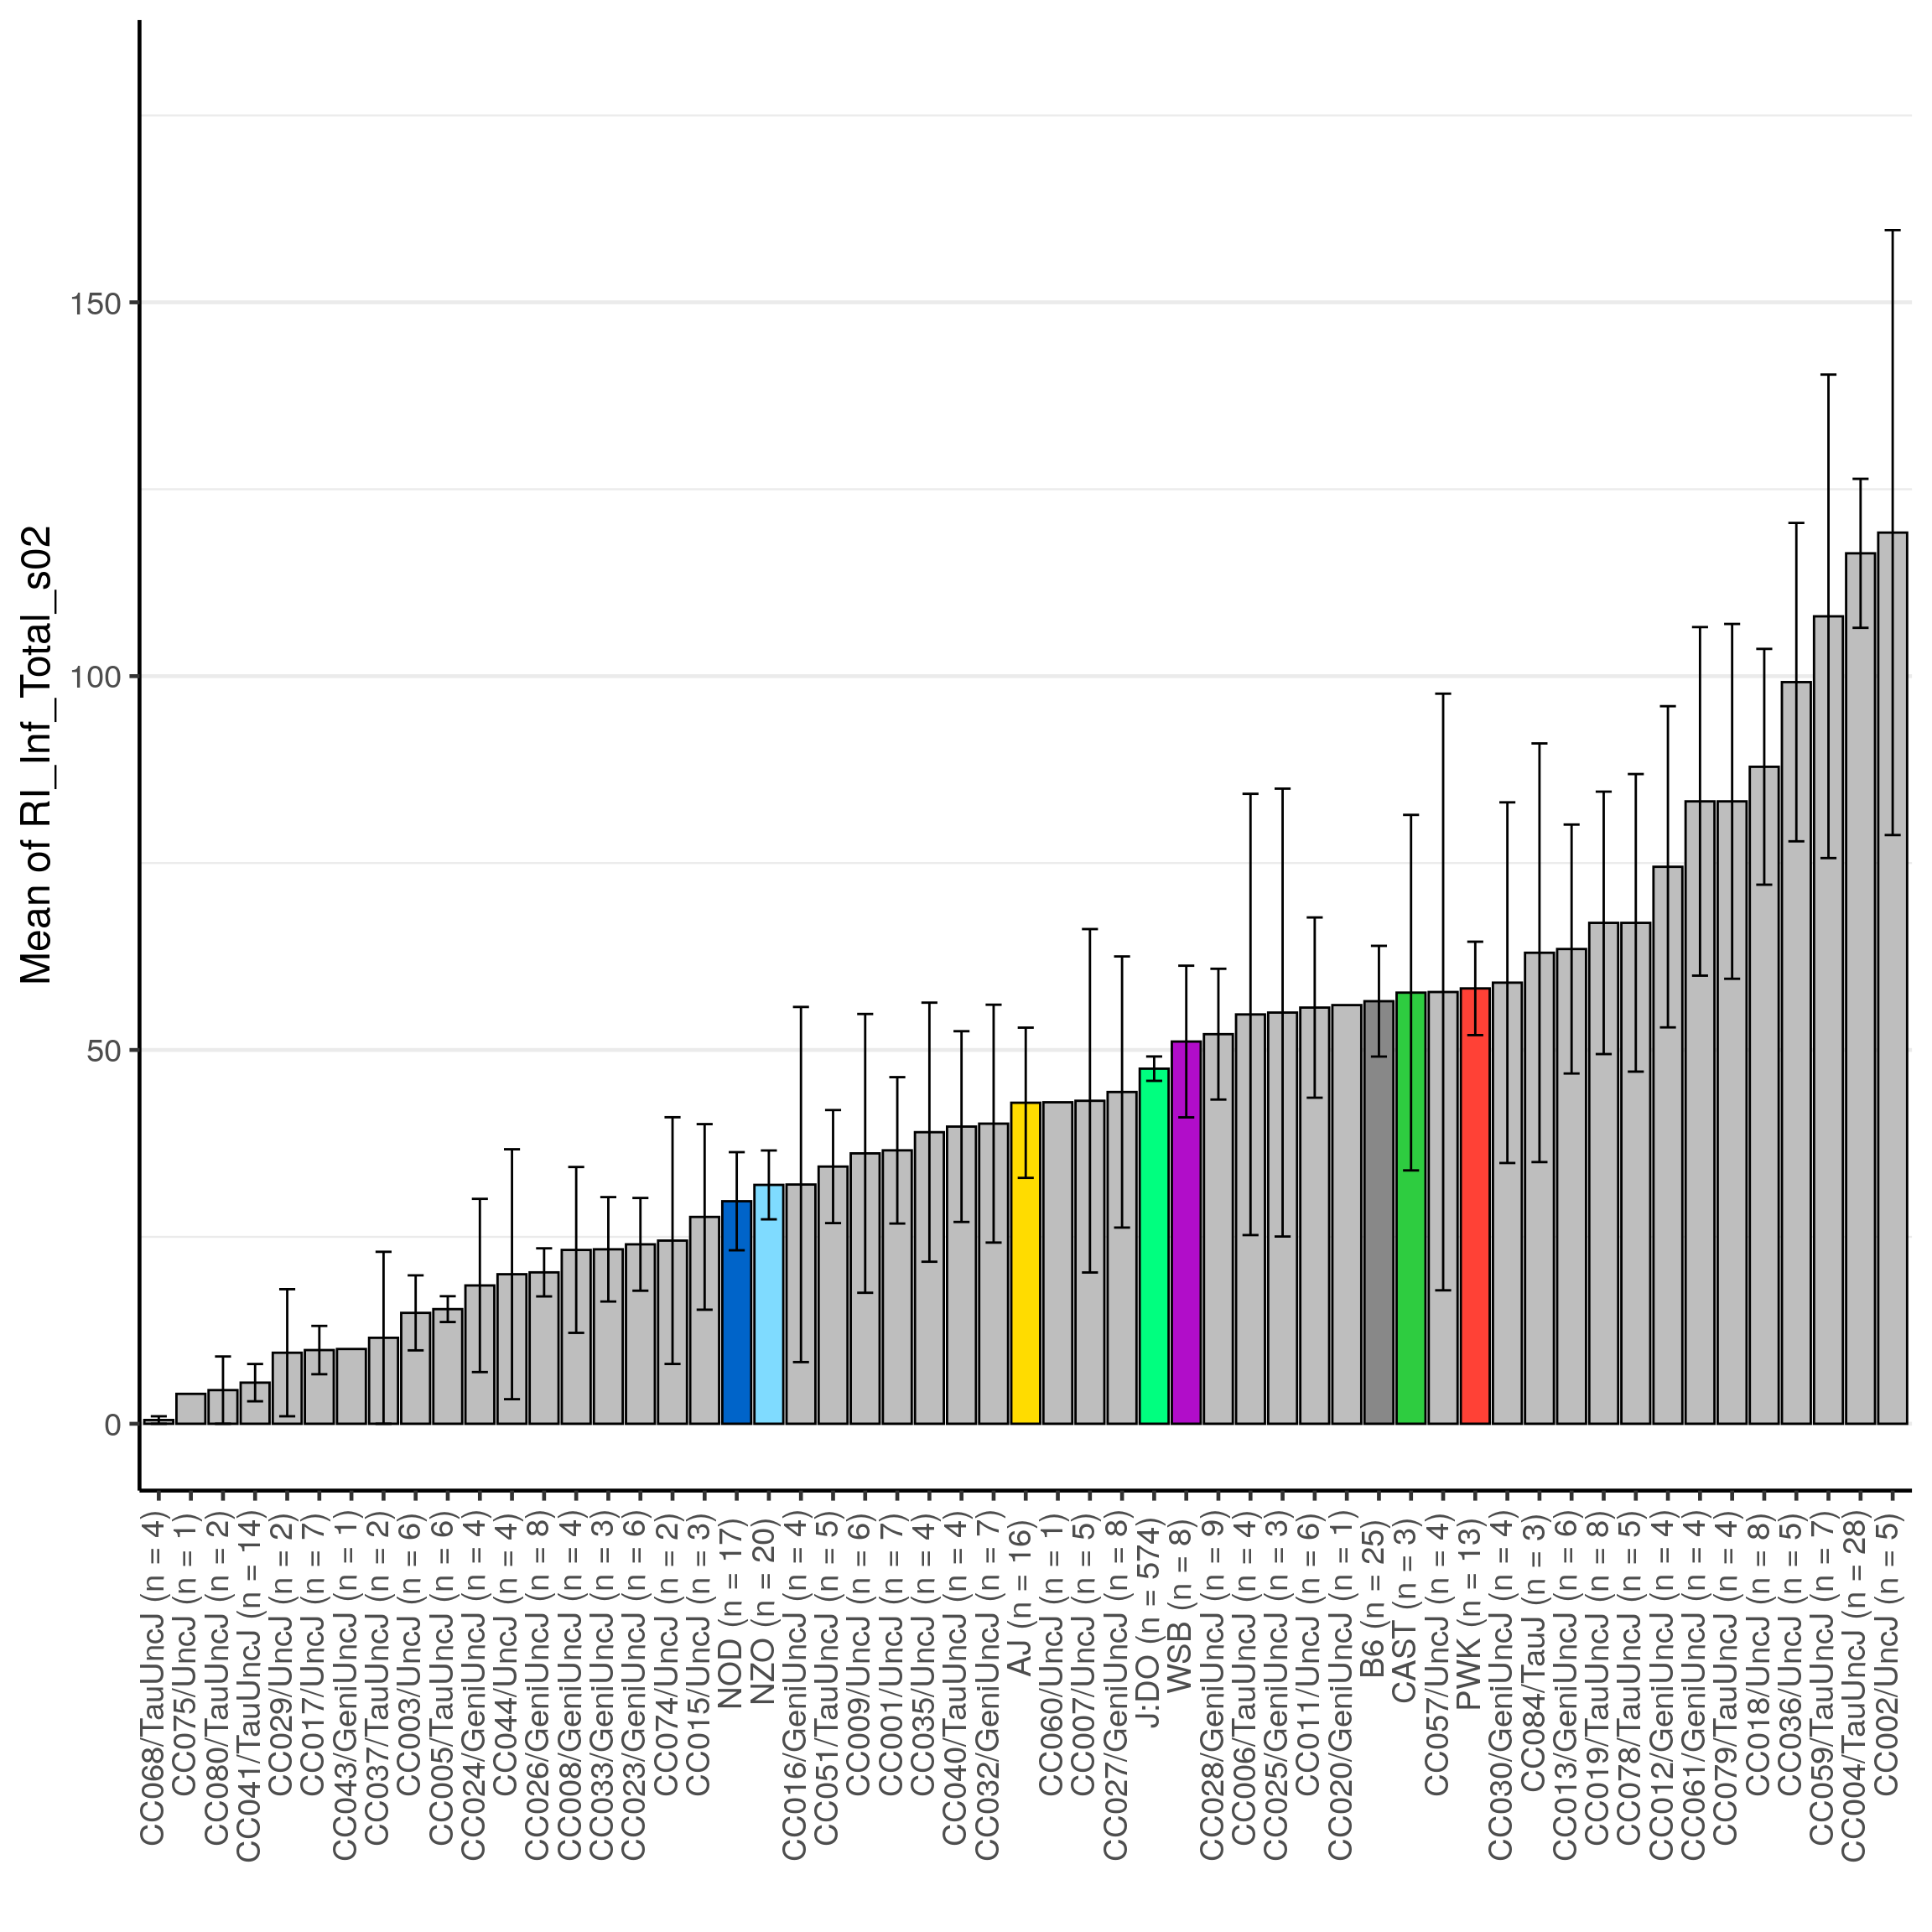 Mean of RI_Inf_Total_s02
150
100
50
0
CC068/TauUncJ (n = 4)
CC075/UncJ (n = 1)
CC080/TauUncJ (n = 2)
CC041/TauUncJ (n = 14)
CC029/UncJ (n = 2)
CC017/UncJ (n = 7)
CC043/GeniUncJ (n = 1)
CC037/TauUncJ (n = 2)
CC003/UncJ (n = 6)
CC005/TauUncJ (n = 6)
CC024/GeniUncJ (n = 4)
CC044/UncJ (n = 4)
CC026/GeniUncJ (n = 8)
CC008/GeniUncJ (n = 4)
CC033/GeniUncJ (n = 3)
CC023/GeniUncJ (n = 6)
CC074/UncJ (n = 2)
CC015/UncJ (n = 3)
NOD (n = 17)
NZO (n = 20)
CC016/GeniUncJ (n = 4)
CC051/TauUncJ (n = 5)
CC009/UncJ (n = 6)
CC001/UncJ (n = 7)
CC035/UncJ (n = 4)
CC040/TauUncJ (n = 4)
CC032/GeniUncJ (n = 7)
AJ (n = 16)
CC060/UncJ (n = 1)
CC007/UncJ (n = 5)
CC027/GeniUncJ (n = 8)
J:DO (n = 574)
WSB (n = 8)
CC028/GeniUncJ (n = 9)
CC006/TauUncJ (n = 4)
CC025/GeniUncJ (n = 3)
CC011/UncJ (n = 6)
CC020/GeniUncJ (n = 1)
B6 (n = 25)
CAST (n = 3)
CC057/UncJ (n = 4)
PWK (n = 13)
CC030/GeniUncJ (n = 4)
CC084/TauJ (n = 3)
CC013/GeniUncJ (n = 6)
CC019/TauUncJ (n = 8)
CC078/TauUncJ (n = 5)
CC012/GeniUncJ (n = 4)
CC061/GeniUncJ (n = 4)
CC079/TauUncJ (n = 4)
CC018/UncJ (n = 8)
CC036/UncJ (n = 5)
CC059/TauUncJ (n = 7)
CC004/TauUncJ (n = 28)
CC002/UncJ (n = 5)